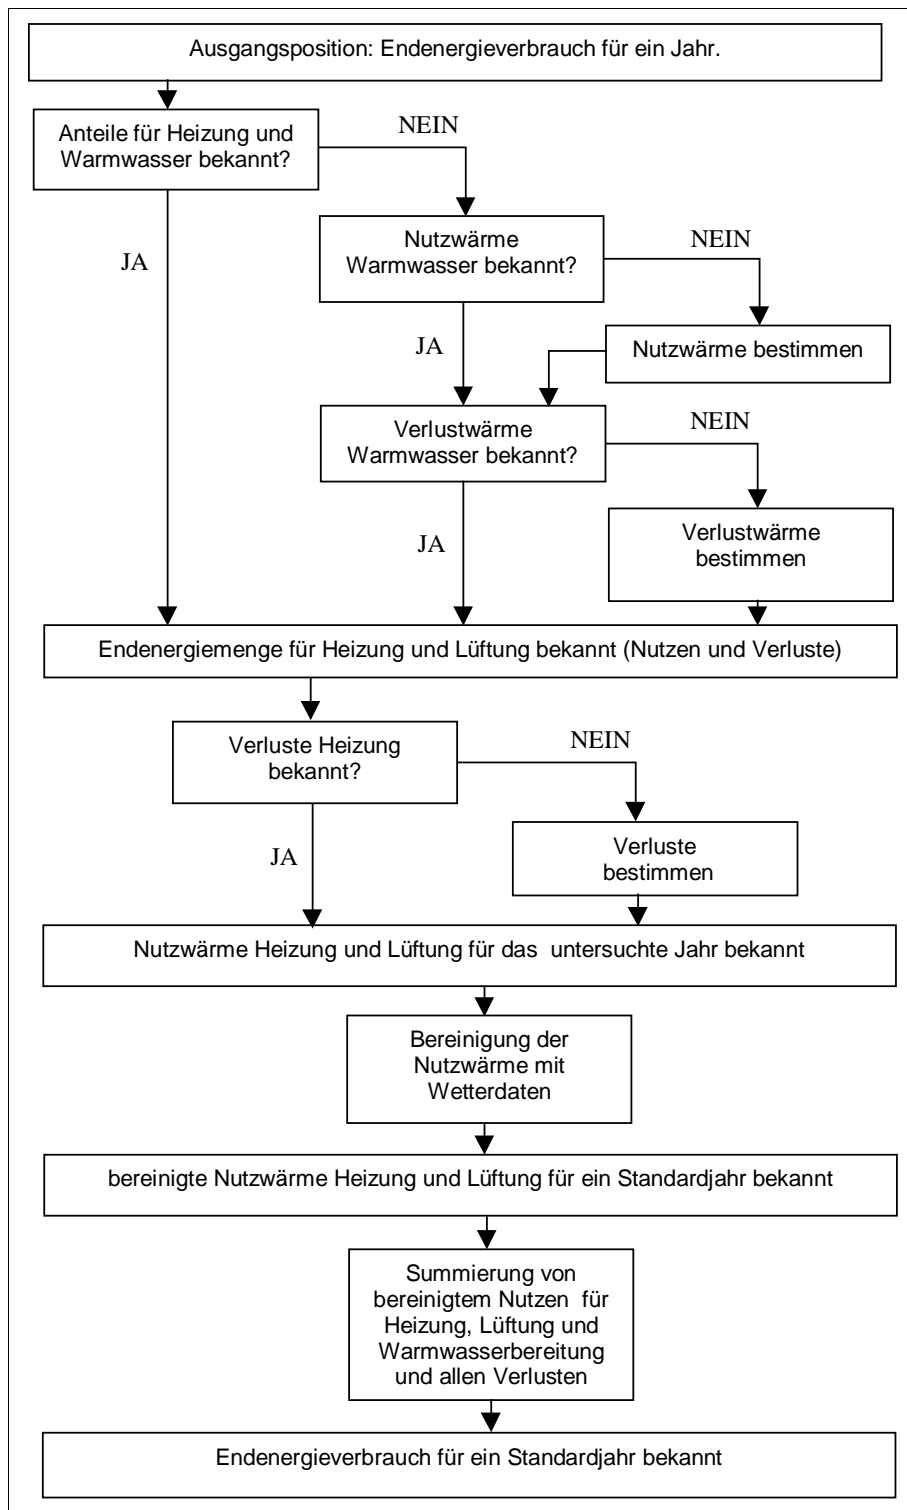 Ausgangsposition: Endenergieverbrauch für ein Jahr.
Anteile für Heizung und
Warmwasser bekannt?
NEIN
JA
Nutzwärme
Warmwasser bekannt?
NEIN
JA
Nutzwärme bestimmen
Verlustwärme
Warmwasser bekannt?
NEIN
JA
Verlustwärme
bestimmen
Endenergiemenge für Heizung und Lüftung bekannt (Nutzen und Verluste)
Verluste Heizung
bekannt?
NEIN
JA
Verluste
bestimmen
Nutzwärme Heizung und Lüftung für das untersuchte Jahr bekannt
Bereinigung der
Nutzwärme mit
Wetterdaten
bereinigte Nutzwärme Heizung und Lüftung für ein Standardjahr bekannt
Summierung von
bereinigtem Nutzen für
Heizung, Lüftung und
Warmwasserbereitung
und allen Verlusten
Endenergieverbrauch für ein Standardjahr bekannt